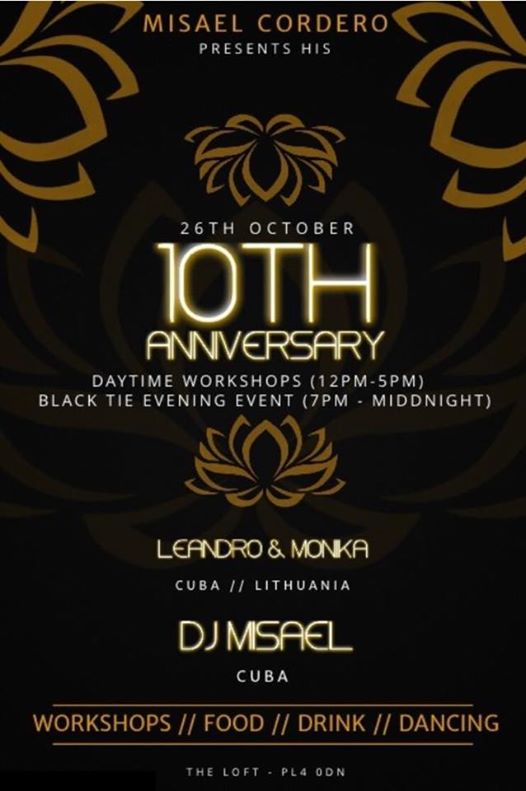 MISAEL CORDERO
PRESENTS HIS
26TH OCTOBER
10TH
ANNIVERSARY
DAYTIME WORKSHOPS (12PM-5PM)
BLACK TIE EVENING EVENT (7PM - MIDDNIGHT)
LEANDRO & MONIKA
CUBA // LITHUANIA
DJ MISAEL
CUBA
WORKSHOPS // FOOD // DRINK // DANCING
THE LOFT - PL4 0DN